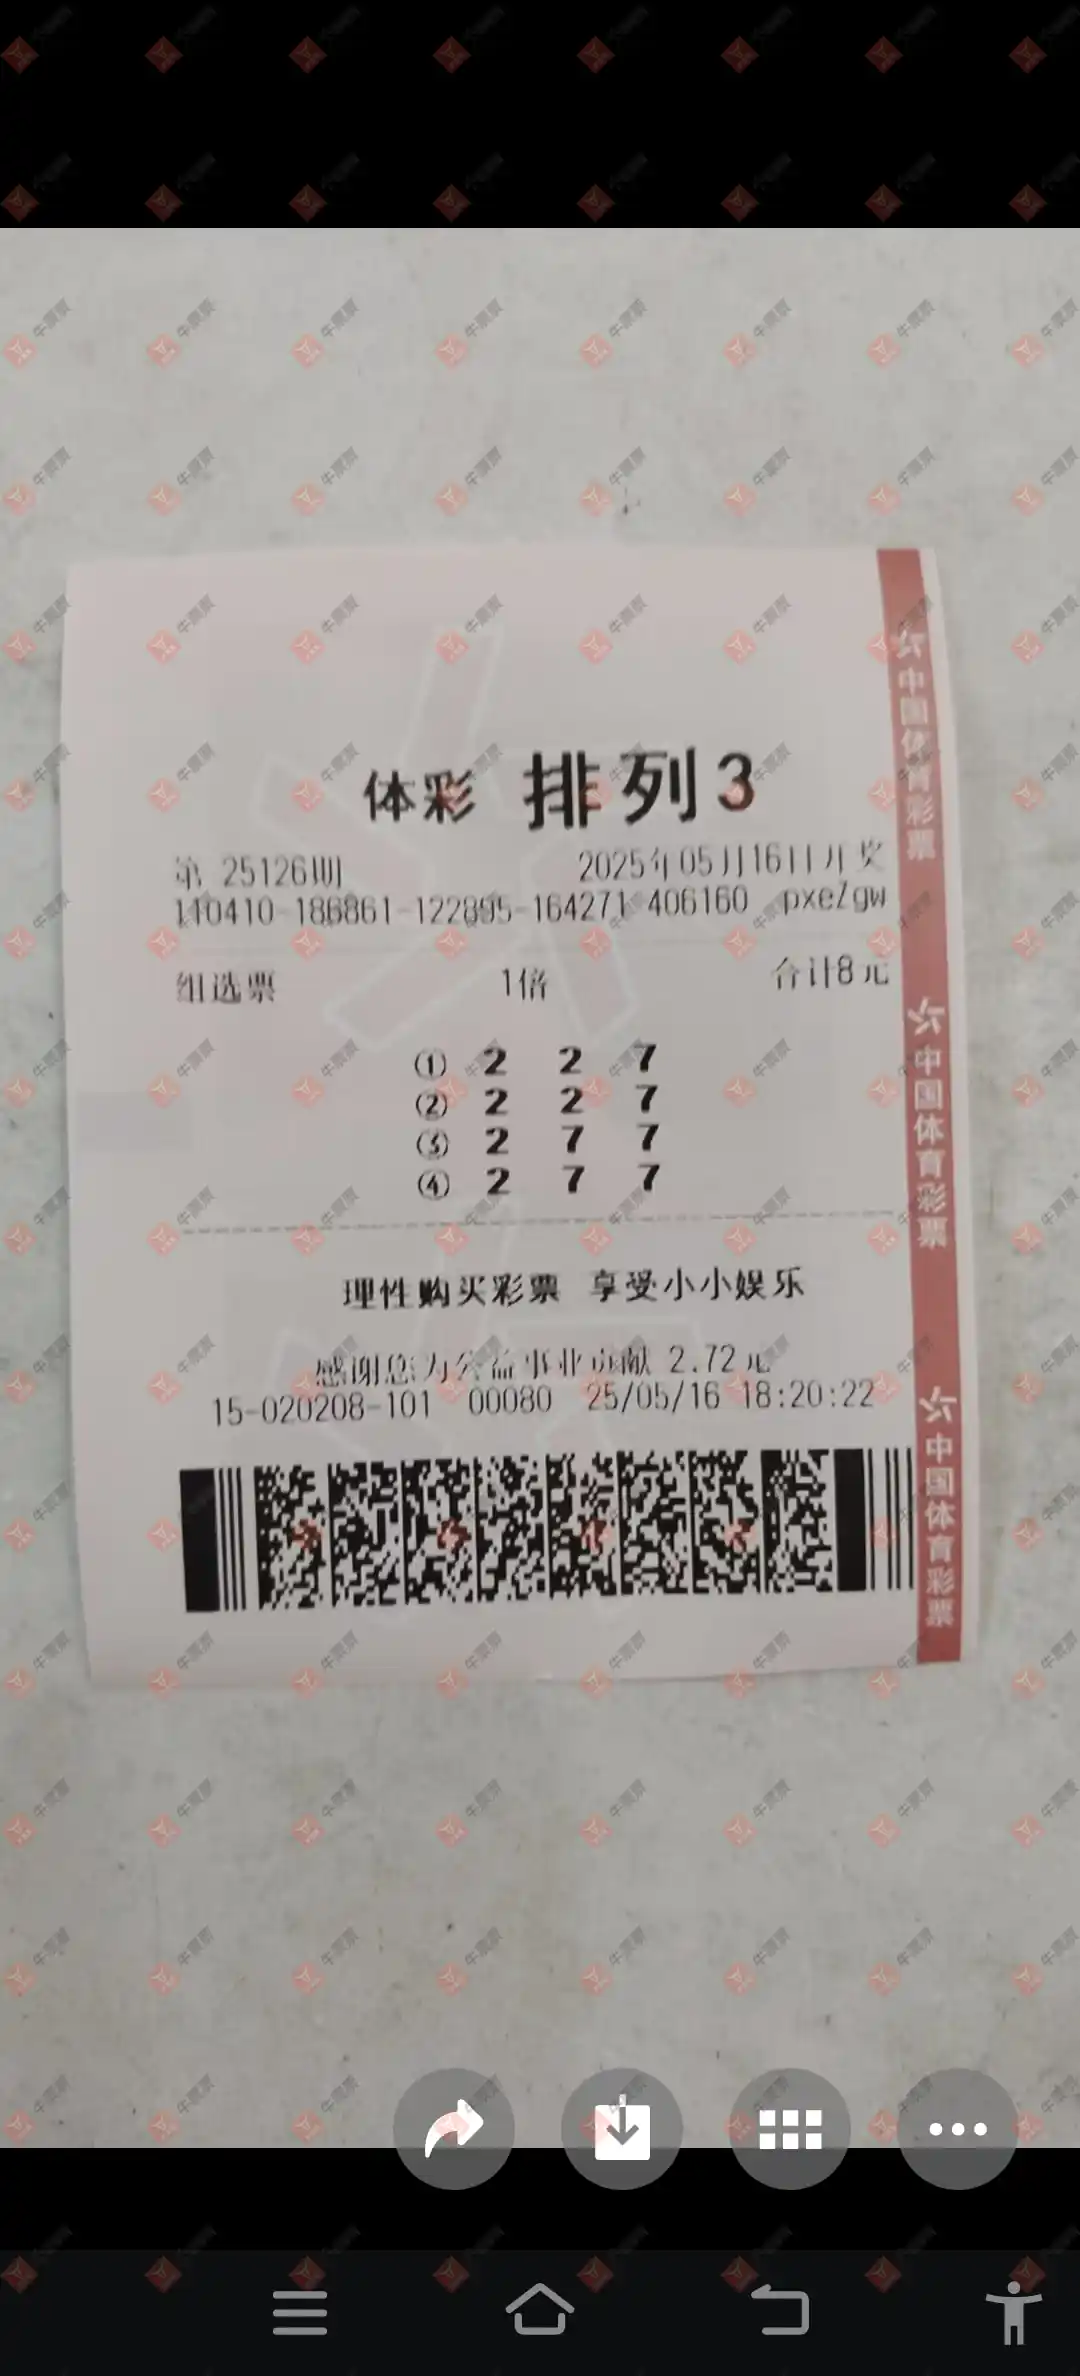 体彩 排列3
第 25126期 2025年05月16日开奖
110410-186861-122895-164271 406160 pxeZgw
组选票 1倍 合计8元
① 2 2 7
② 2 2 7
③ 2 7 7
④ 2 7 7
理性购买彩票 享受小小娱乐
感谢您为公益事业贡献 2.72元
15-020208-101 00080 25/05/16 18:20:22
中国体育彩票
中国体育彩票
中国体育彩票
牛票票